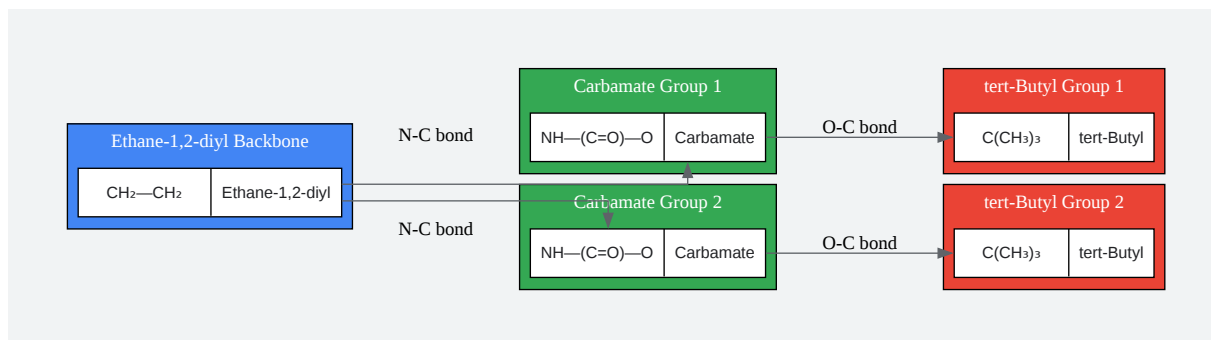 Ethane-1,2-diyl Backbone
CH₂—CH₂
Ethane-1,2-diyl
N-C bond
N-C bond
Carbamate Group 1
NH—(C=O)—O
Carbamate
Carbamate Group 2
NH—(C=O)—O
Carbamate
O-C bond
O-C bond
tert-Butyl Group 1
C(CH₃)₃
tert-Butyl
tert-Butyl Group 2
C(CH₃)₃
tert-Butyl